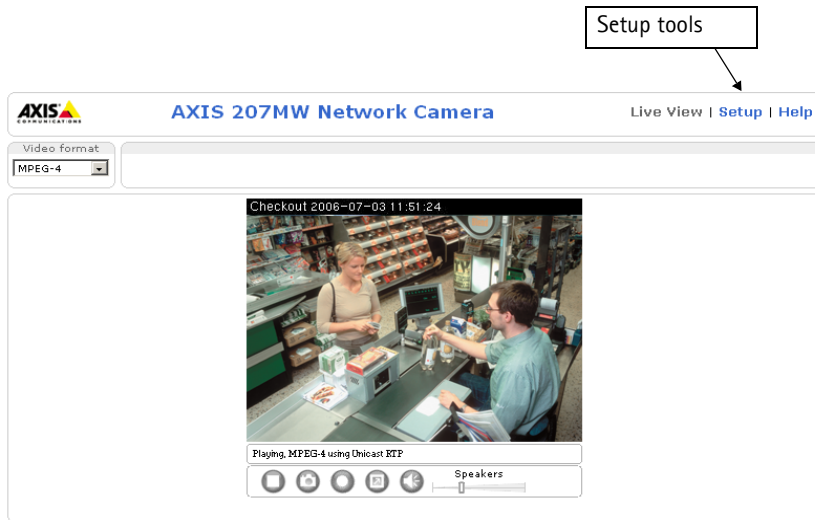 Setup tools
AXIS
COMMUNICATIONS
AXIS 207MW Network Camera
Live View | Setup | Help
Video format
MPEG-4
Checkout 2006-07-03 11:51:24
Playing, MPEG-4 using Unicast RTP
Speakers